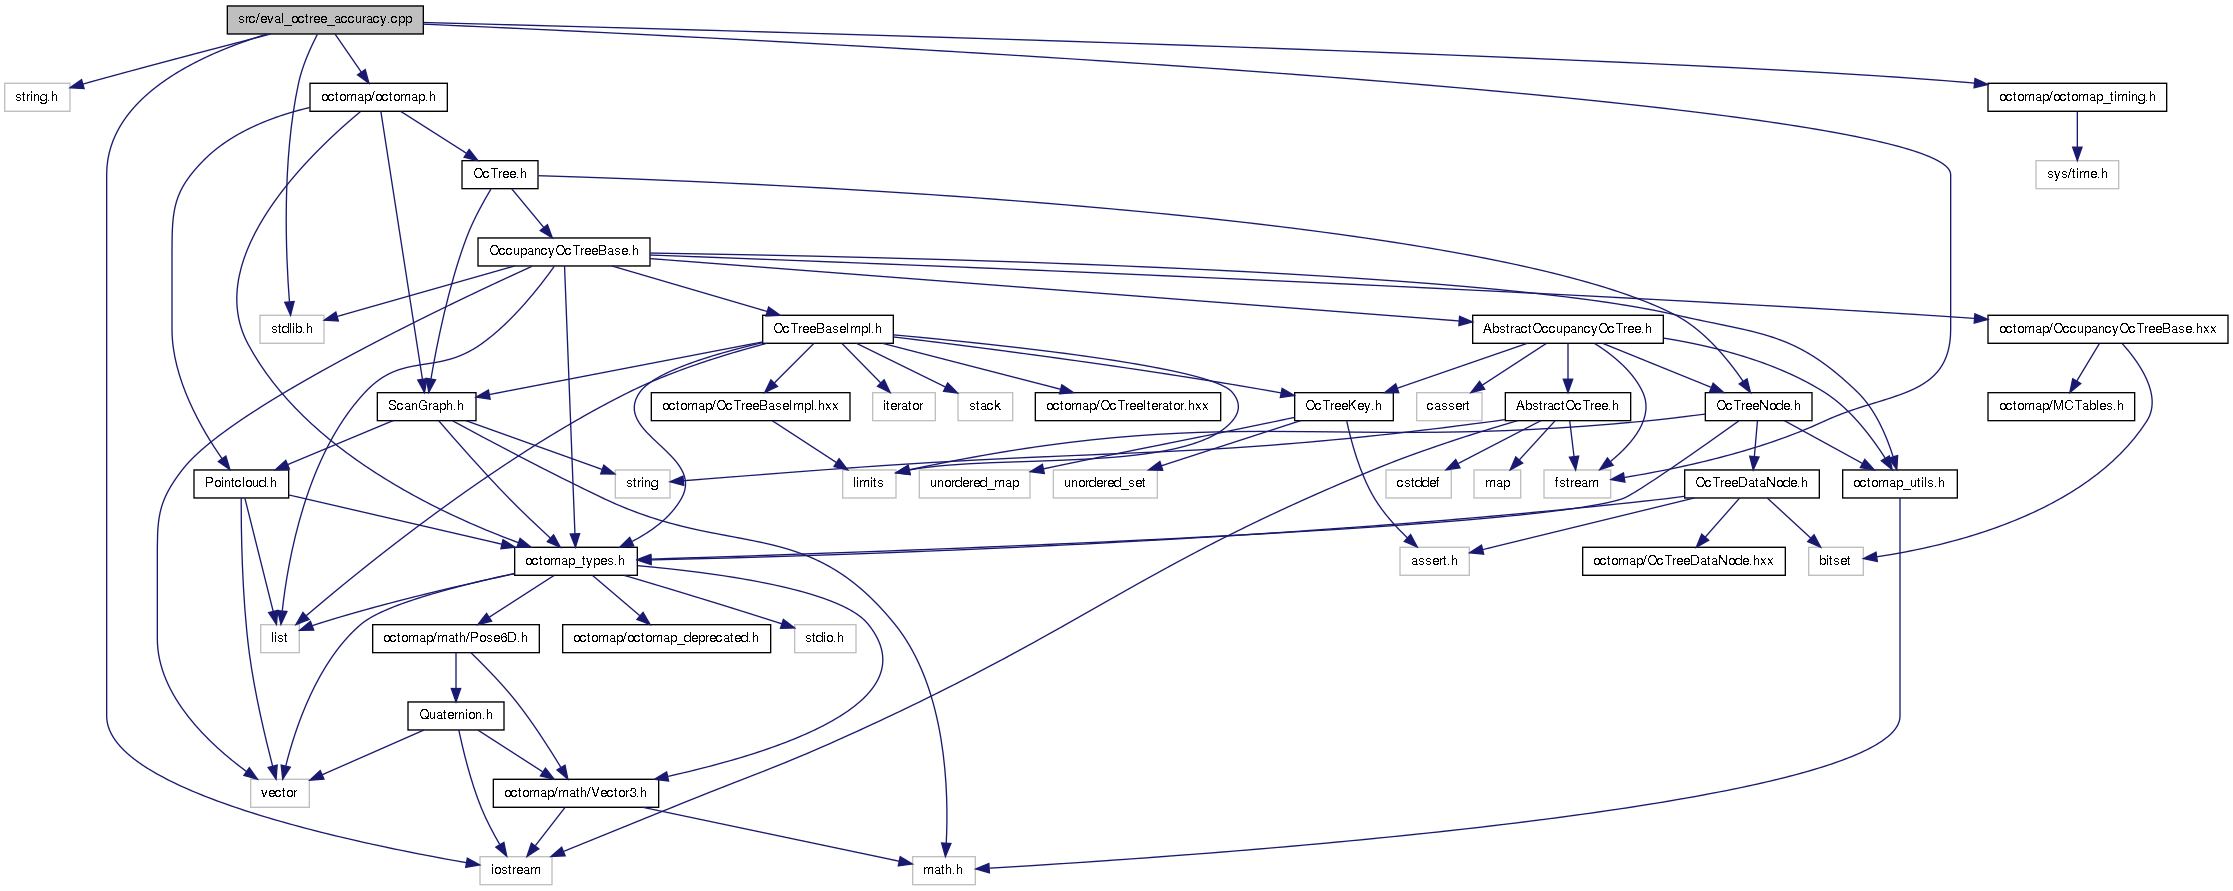 src/eval_octree_accuracy.cpp
string.h
octomap/octomap.h
octomap/octomap_timing.h
OcTree.h
sys/time.h
OccupancyOcTreeBase.h
stdlib.h
OcTreeBaseImpl.h
AbstractOccupancyOcTree.h
octomap/OccupancyOcTreeBase.hxx
ScanGraph.h
octomap/OcTreeBaseImpl.hxx
iterator
stack
octomap/OcTreeIterator.hxx
OcTreeKey.h
cassert
AbstractOcTree.h
OcTreeNode.h
octomap/MCTables.h
Pointcloud.h
string
limits
unordered_map
unordered_set
cstddef
map
fstream
OcTreeDataNode.h
octomap_utils.h
octomap_types.h
assert.h
octomap/OcTreeDataNode.hxx
bitset
list
octomap/math/Pose6D.h
octomap/octomap_deprecated.h
stdio.h
Quaternion.h
vector
octomap/math/Vector3.h
iostream
math.h